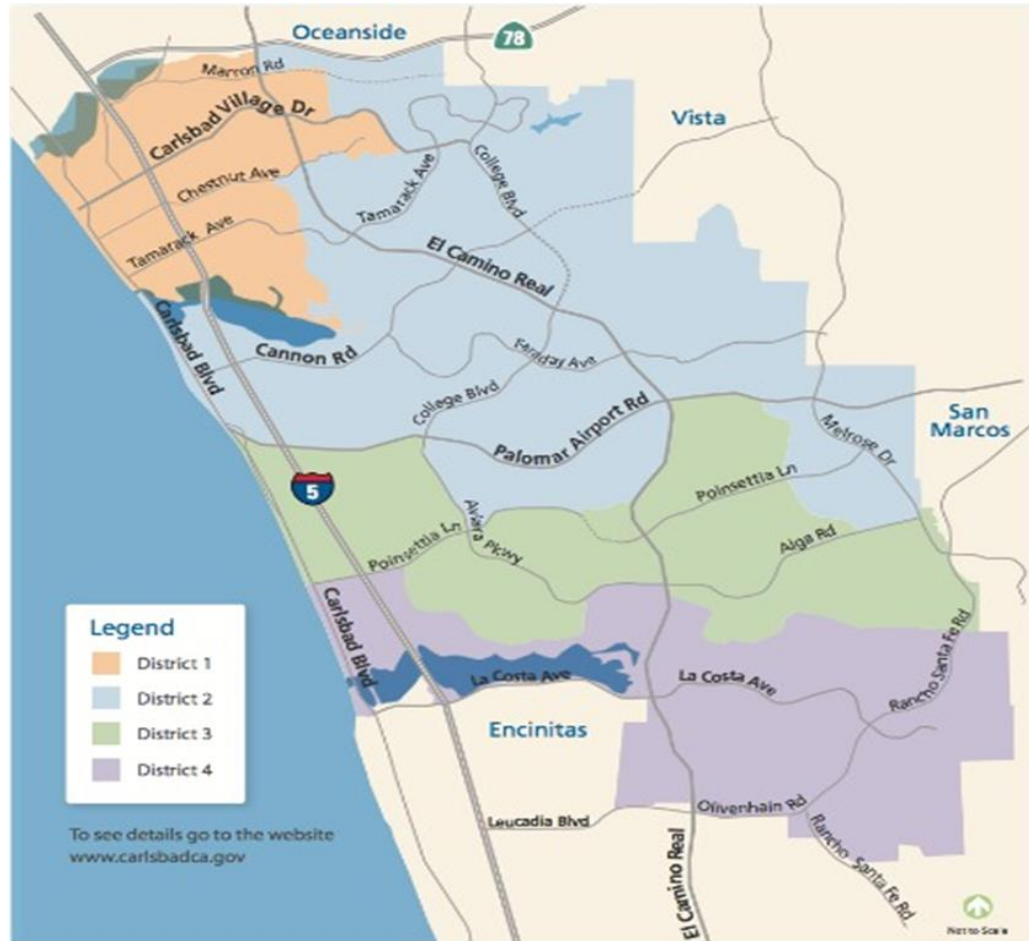 Oceanside
78
Marron Rd
Carlsbad Village Dr
Vista
Chestnut Ave
Tamarack Ave
College Blvd
Tamarack Ave
El Camino Real
Carlsbad Blvd
Cannon Rd
Faraday Ave
College Blvd
Palomar Airport Rd
San
Marcos
Melrose Dr
5
Poinsettia Ln
Aviara Pkwy
Poinsettia Ln
Alga Rd
Carlsbad Blvd
La Costa Ave
La Costa Ave
Rancho Santa Fe Rd
Encinitas
Leucadia Blvd
Olivenhain Rd
El Camino Real
Rancho Santa Fe Rd
Legend
District 1
District 2
District 3
District 4
To see details go to the website
www.carlsbadca.gov
Not to Scale